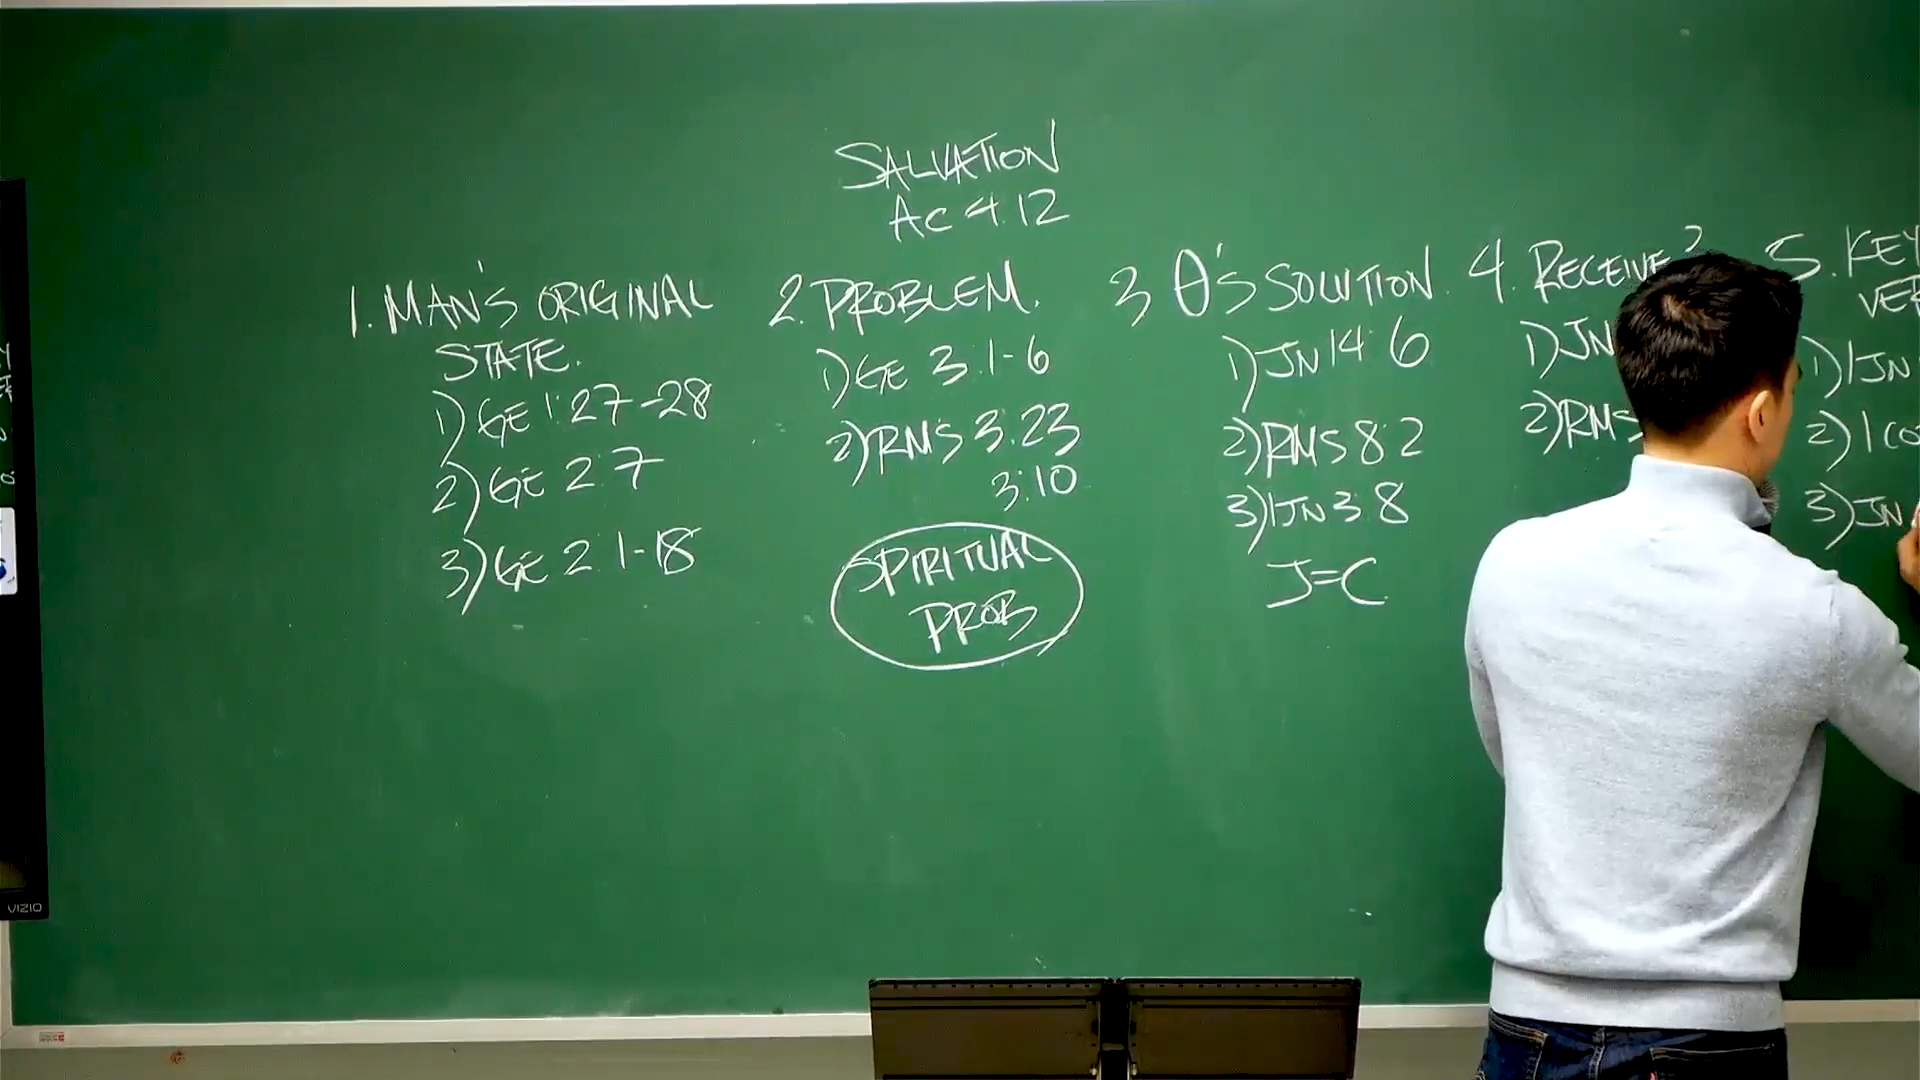 SALVATION
AC 4:12
1. MAN'S ORIGINAL
STATE.
1) GE 1:27-28
2) GE 2:7
3) GE 2:1-18
2. PROBLEM.
1) GE 3:1-6
2) RMS 3:23
3:10
SPIRITUAL
PROB
3 θ's SOLUTION.
1) JN 14:6
2) RMS 8:2
3) 1JN 3:8
J=C
4. RECEIVE?
1) JN
2) RMS
5. KEY
VER
1) 1JN
2) 1 CO
3) JN
VIZIO